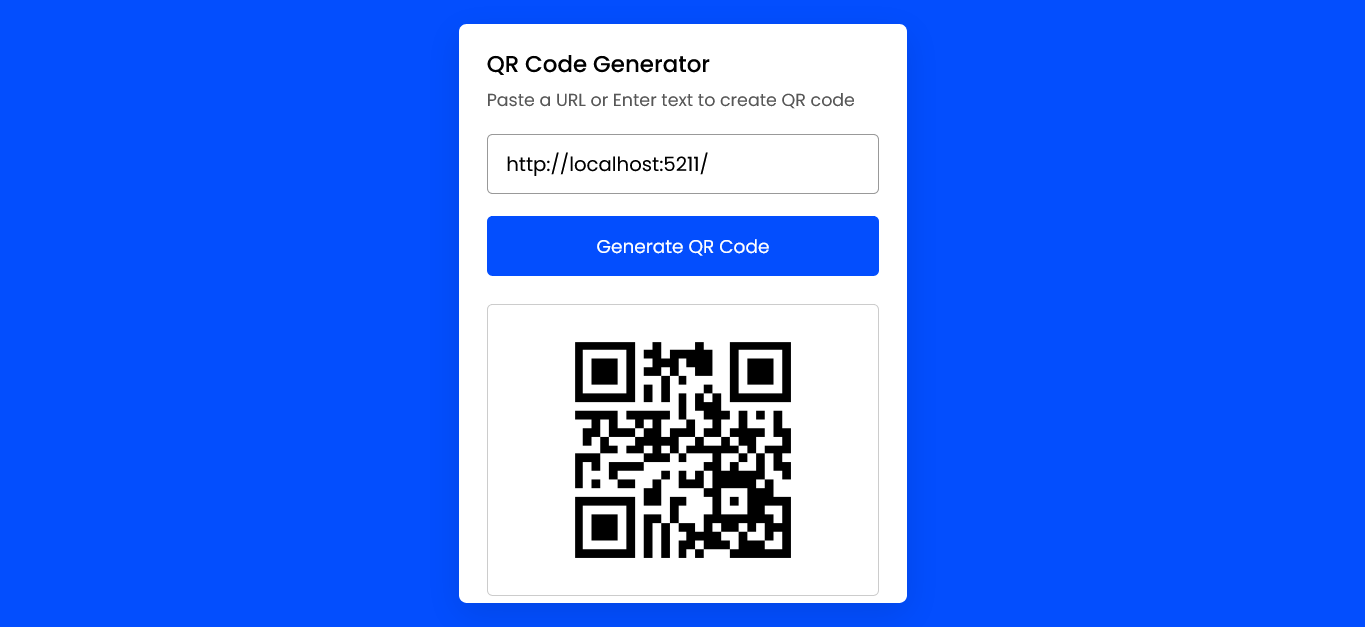 QR Code Generator
Paste a URL or Enter text to create QR code
http://localhost:5211/
Generate QR Code